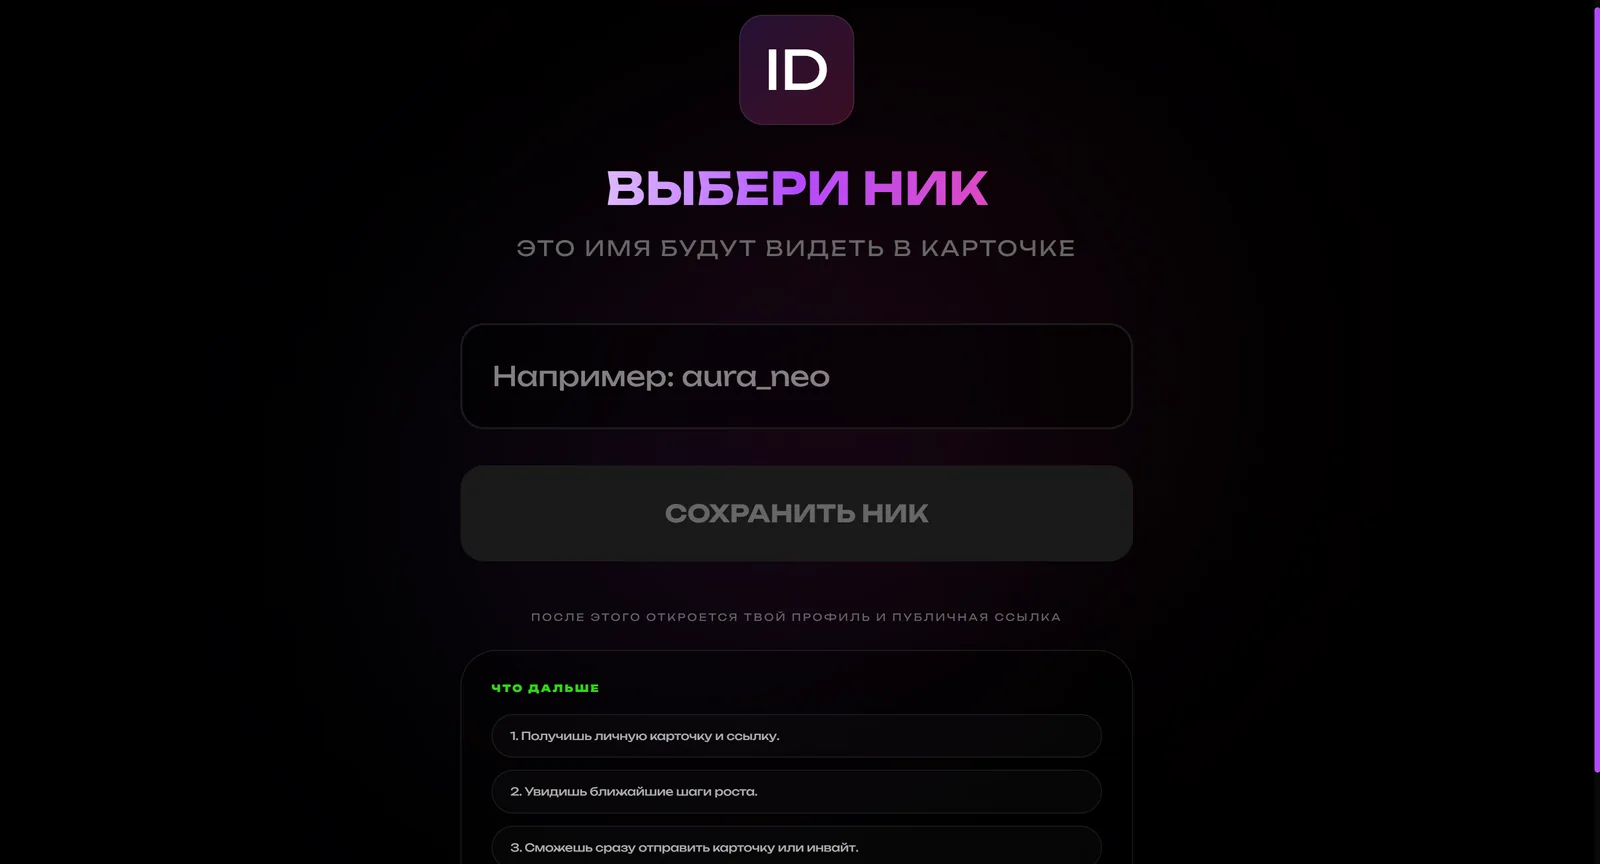 ID
ВЫБЕРИ НИК
ЭТО ИМЯ БУДУТ ВИДЕТЬ В КАРТОЧКЕ
Например: aura_neo
СОХРАНИТЬ НИК
ПОСЛЕ ЭТОГО ОТКРОЕТСЯ ТВОЙ ПРОФИЛЬ И ПУБЛИЧНАЯ ССЫЛКА
ЧТО ДАЛЬШЕ
1. Получишь личную карточку и ссылку.
2. Увидишь ближайшие шаги роста.
3. Сможешь сразу отправить карточку или инвайт.